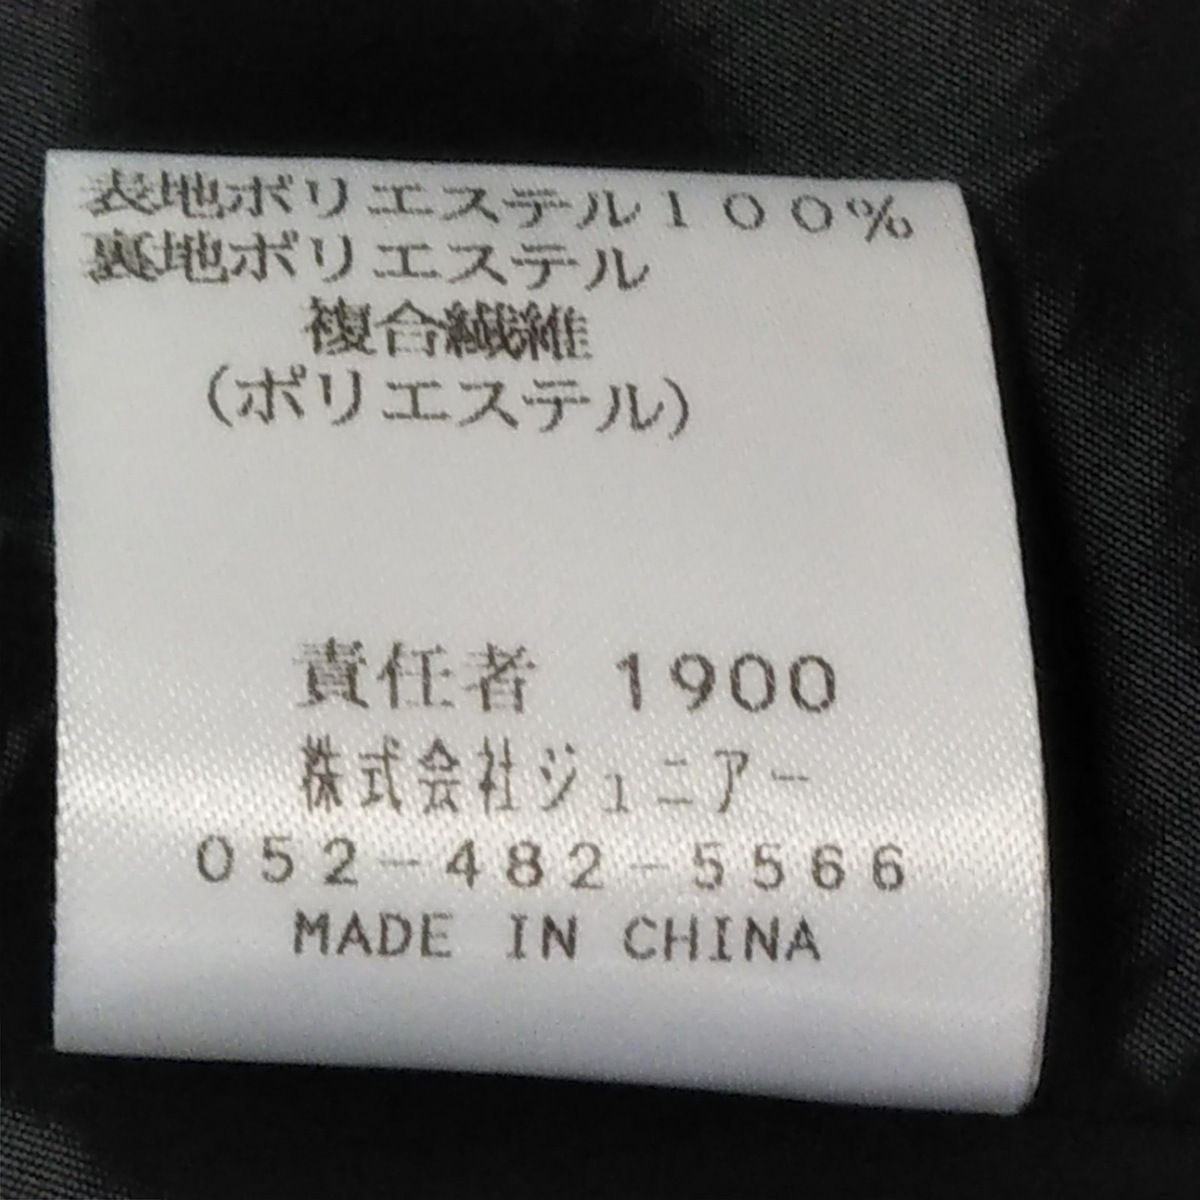 表地ポリエステル100%
裏地ポリエステル
複合繊維
(ポリエステル)
責任者 1900
株式会社ジュニアー
052-482-5566
MADE IN CHINA